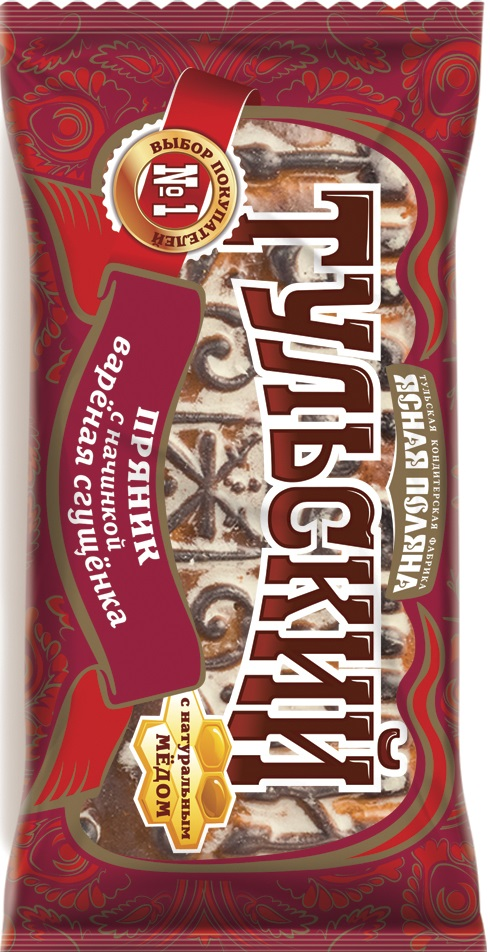 ТУЛЬСКАЯ КОНДИТЕРСКАЯ ФАБРИКА
ЯСНАЯ ПОЛЯНА
ТУЛЬСКИЙ
ВЫБОР ПОКУПАТЕЛЕЙ
№1
ПРЯНИК
с начинкой
варёная сгущёнка
с натуральным
МЁДОМ